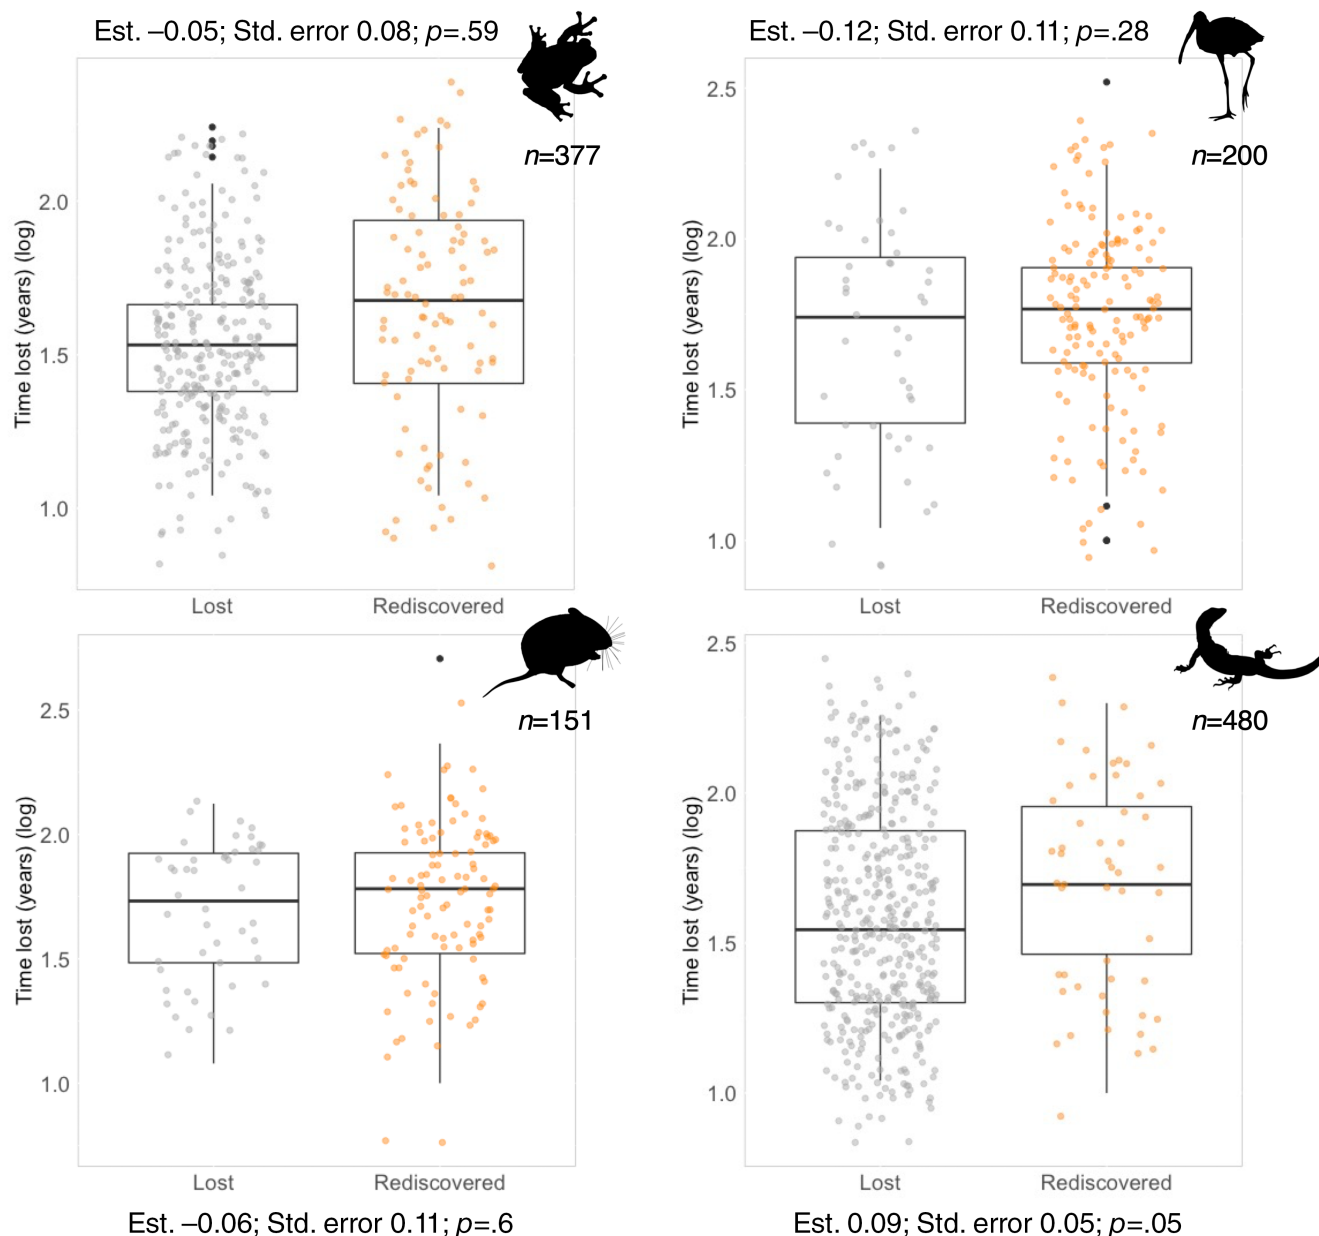 Est. –0.05; Std. error 0.08; p=.59
n=377
Time lost (years) (log)
2.0
1.5
1.0
Lost Rediscovered
Est. –0.12; Std. error 0.11; p=.28
n=200
Time lost (years) (log)
2.5
2.0
1.5
1.0
Lost Rediscovered
n=151
Time lost (years) (log)
2.5
2.0
1.5
1.0
Lost Rediscovered
Est. –0.06; Std. error 0.11; p=.6
n=480
Time lost (years) (log)
2.5
2.0
1.5
1.0
Lost Rediscovered
Est. 0.09; Std. error 0.05; p=.05